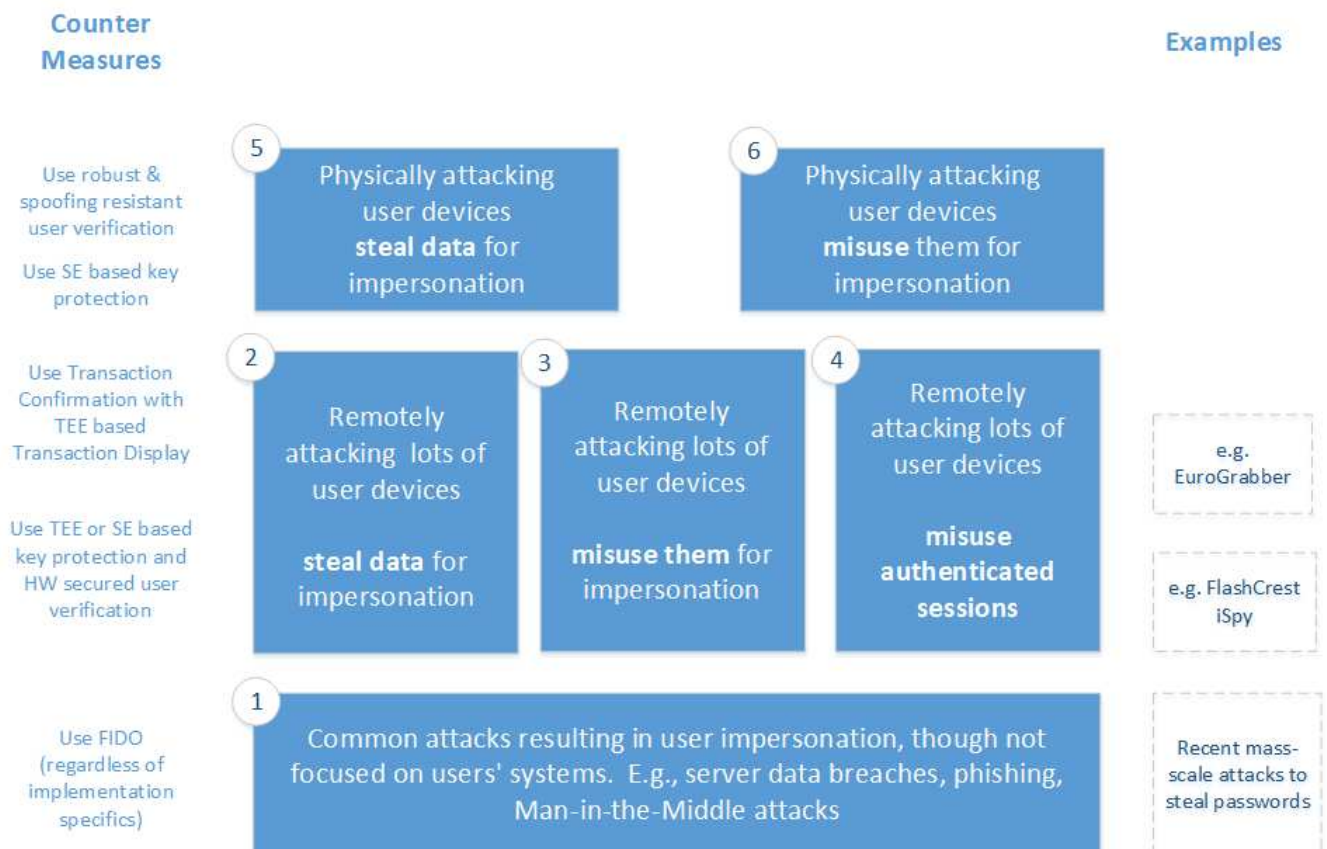 Counter
Measures
Examples
Use robust &
spoofing resistant
user verification
Use SE based key
protection
5
Physically attacking
user devices
steal data for
impersonation
6
Physically attacking
user devices
misuse them for
impersonation
Use Transaction
Confirmation with
TEE based
Transaction Display
Use TEE or SE based
key protection and
HW secured user
verification
2
Remotely
attacking lots of
user devices
steal data for
impersonation
3
Remotely
attacking lots of
user devices
misuse them for
impersonation
4
Remotely
attacking lots of
user devices
misuse
authenticated
sessions
e.g.
EuroGrabber
e.g. FlashCrest
iSpy
Use FIDO
(regardless of
implementation
specifics)
1
Common attacks resulting in user impersonation, though not
focused on users' systems. E.g., server data breaches, phishing,
Man-in-the-Middle attacks
Recent mass-
scale attacks to
steal passwords